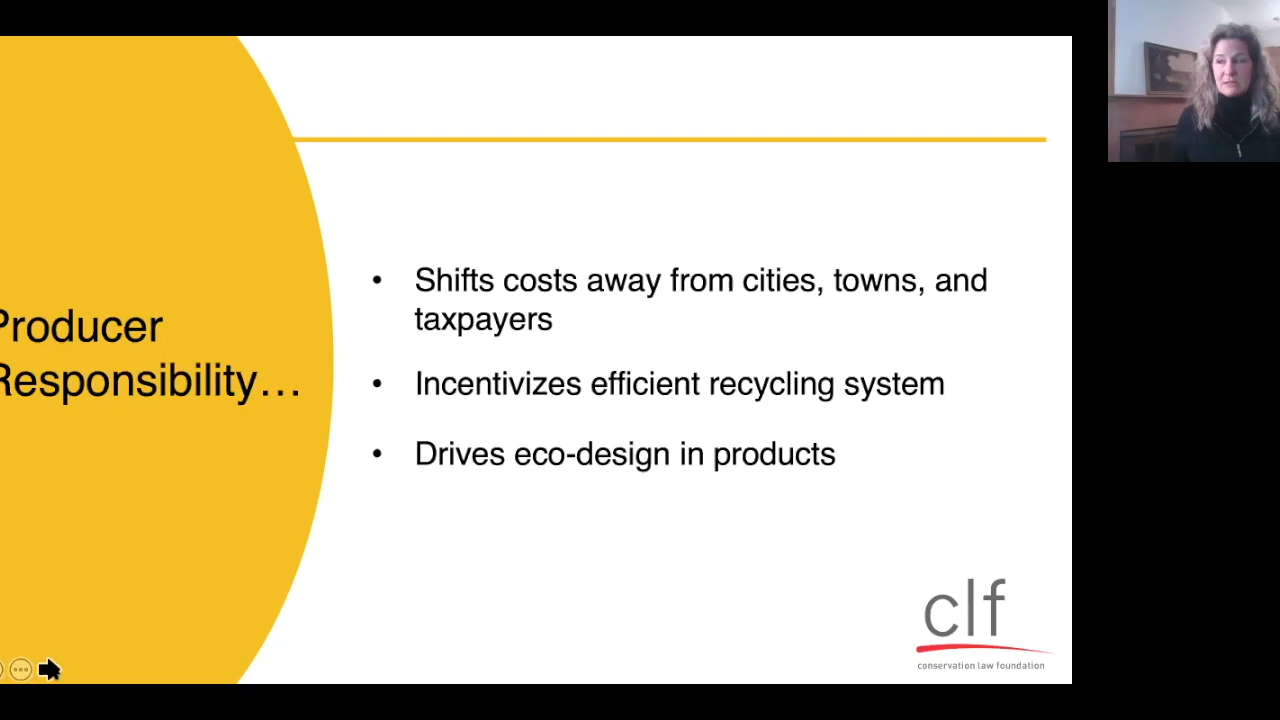 Producer
Responsibility…
• Shifts costs away from cities, towns, and
taxpayers
• Incentivizes efficient recycling system
• Drives eco-design in products
clf
conservation law foundation